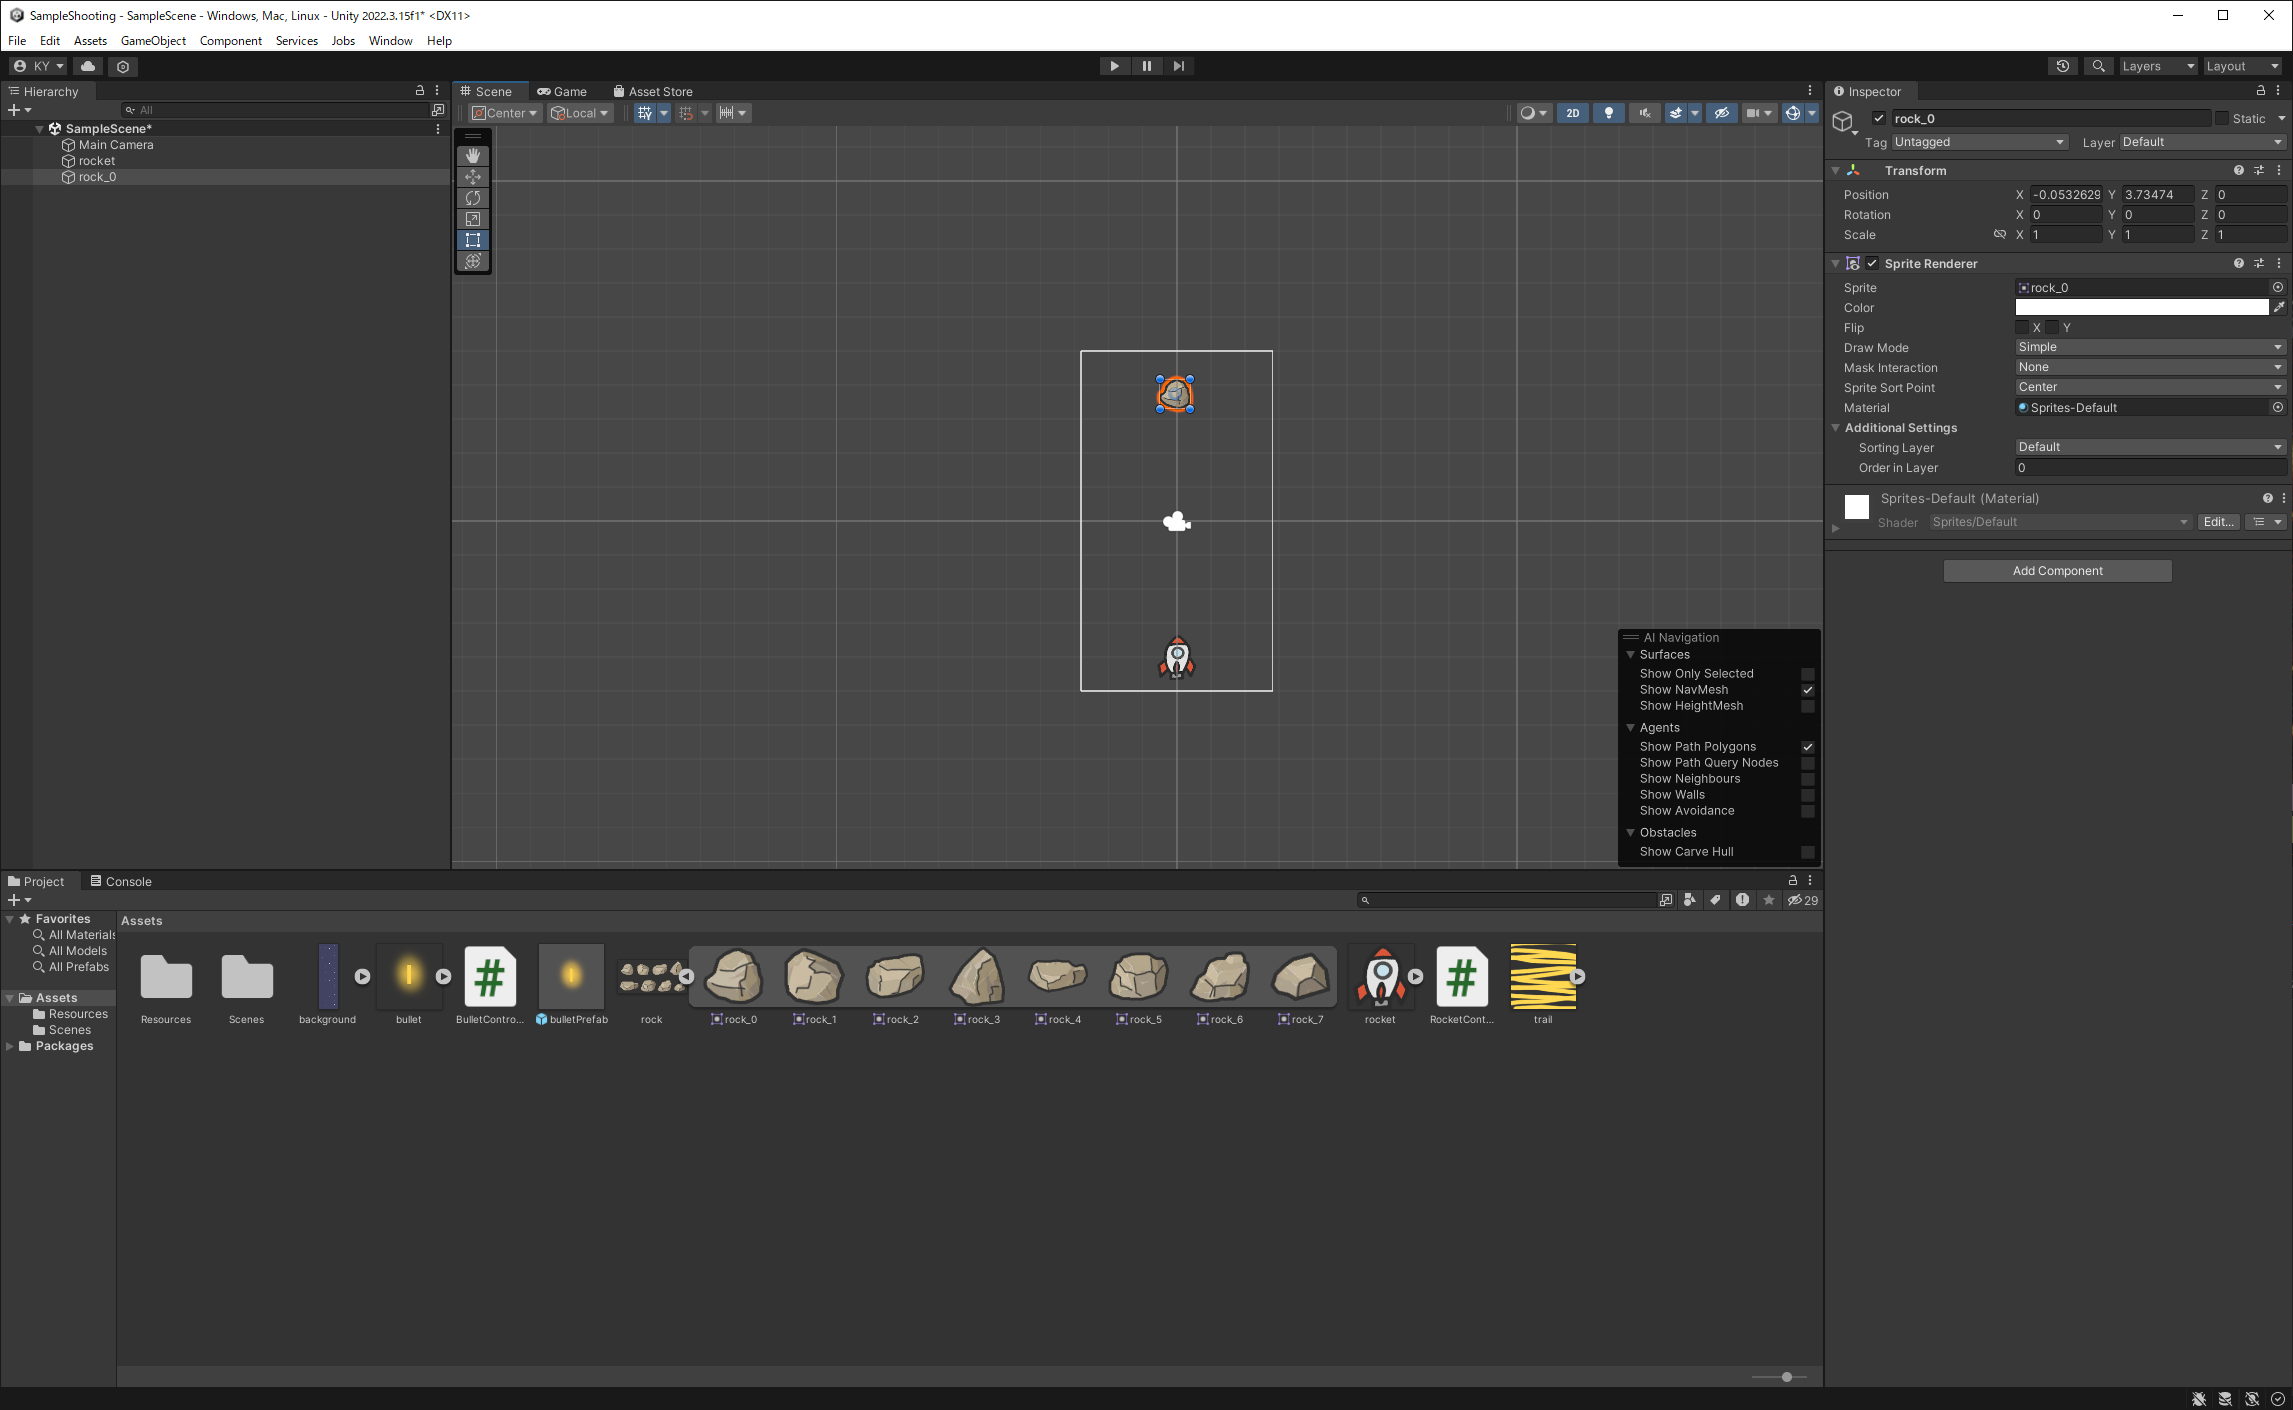 SampleShooting - SampleScene - Windows, Mac, Linux - Unity 2022.3.15f1* <DX11>
File Edit Assets GameObject Component Services Jobs Window Help
KY
Layers
Layout
Hierarchy
All
SampleScene*
Main Camera
rocket
rock_0
Scene Game Asset Store
Center Local
2D
AI Navigation
Surfaces
Show Only Selected
Show NavMesh
Show HeightMesh
Agents
Show Path Polygons
Show Path Query Nodes
Show Neighbours
Show Walls
Show Avoidance
Obstacles
Show Carve Hull
Inspector
rock_0 Static
Tag Untagged Layer Default
Transform
Position X -0.0532629 Y 3.73474 Z 0
Rotation X 0 Y 0 Z 0
Scale X 1 Y 1 Z 1
Sprite Renderer
Sprite rock_0
Color
Flip X Y
Draw Mode Simple
Mask Interaction None
Sprite Sort Point Center
Material Sprites-Default
Additional Settings
Sorting Layer Default
Order in Layer 0
Sprites-Default (Material)
Shader Sprites/Default Edit...
Add Component
Project Console
29
Favorites
All Materials
All Models
All Prefabs
Assets
Resources
Scenes
Packages
Assets
Resources Scenes background bullet BulletContro... bulletPrefab rock rock_0 rock_1 rock_2 rock_3 rock_4 rock_5 rock_6 rock_7 rocket RocketCont... trail